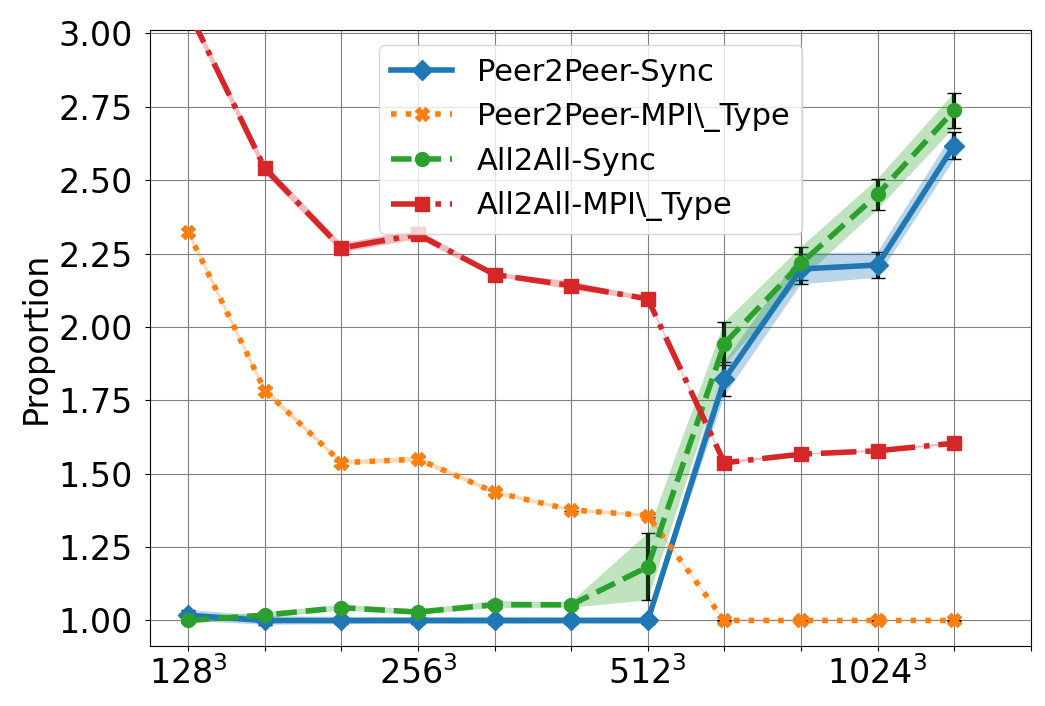 3.00
2.75
2.50
2.25
2.00
1.75
1.50
1.25
1.00
Proportion
Peer2Peer-Sync
Peer2Peer-MPI\_Type
All2All-Sync
All2All-MPI\_Type
128³ 256³ 512³ 1024³